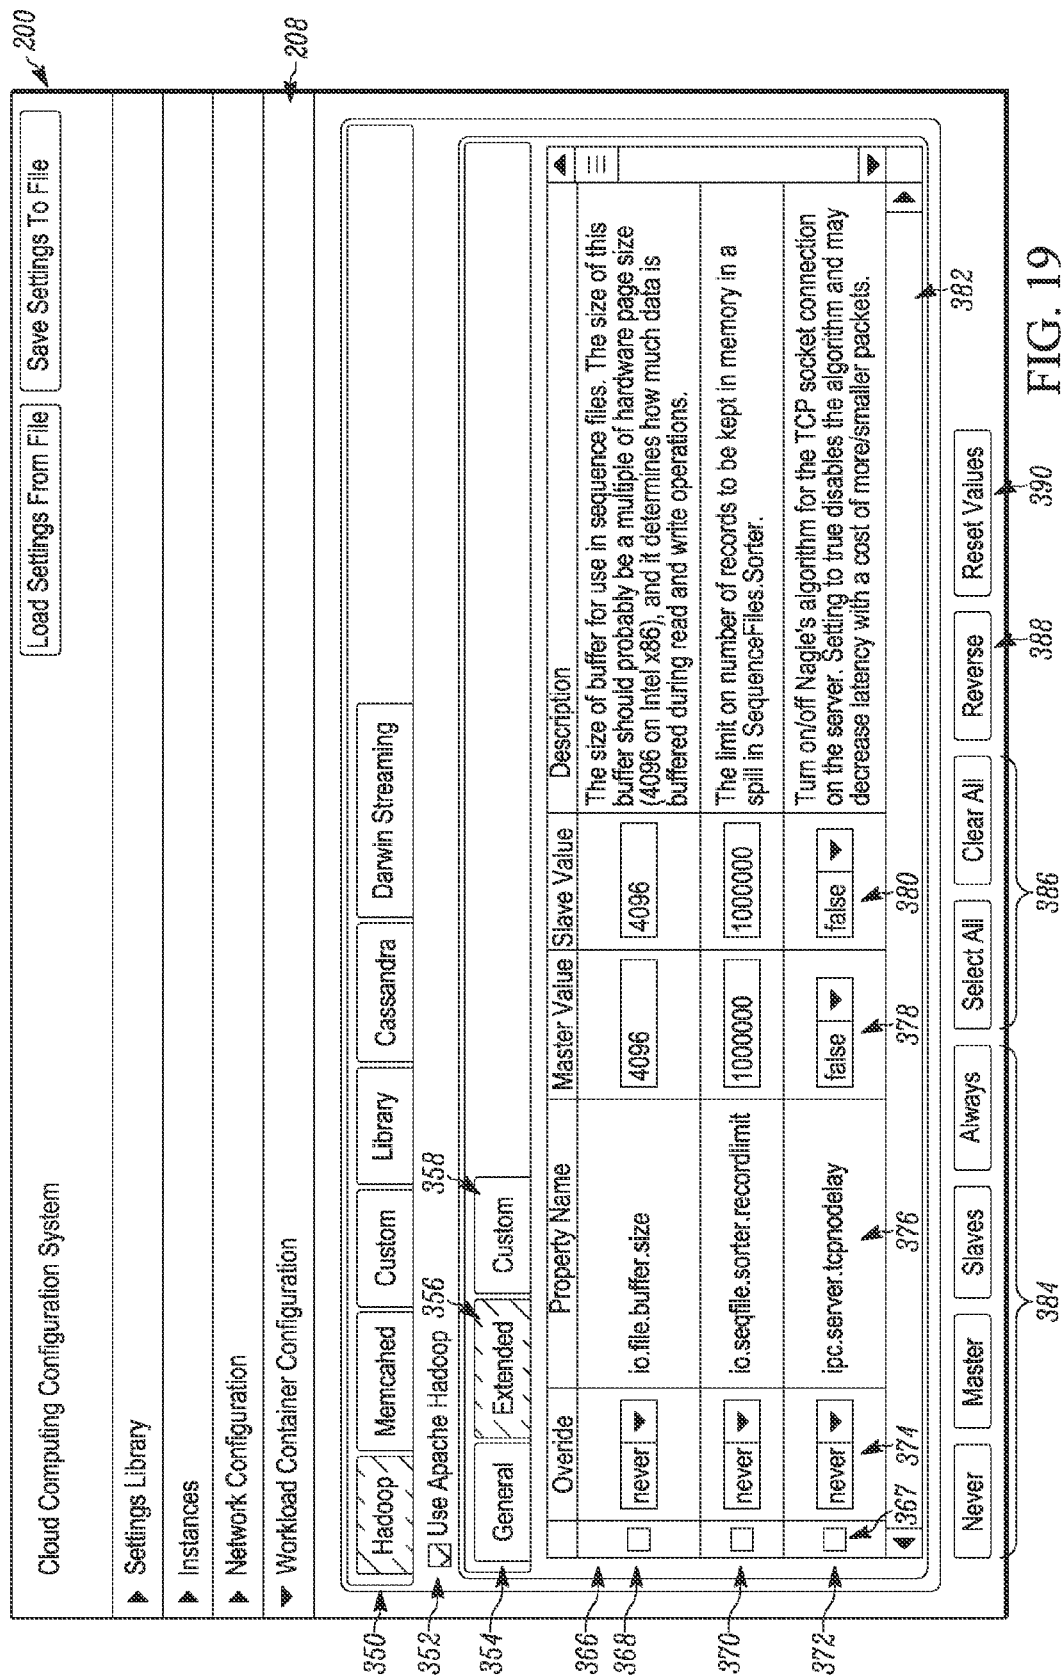 200
Cloud Computing Configuration System
Load Settings From File
Save Settings To File
Settings Library
Instances
Network Configuration
Workload Container Configuration
208
350
Hadoop
Memcahed
Custom
Library
Cassandra
Darwin Streaming
352
Use Apache Hadoop
356
358
354
General
Extended
Custom
366
Overide
Property Name
Master Value
Slave Value
Description
368
never
io.file.buffer.size
4096
4096
The size of buffer for use in sequence files. The size of this
buffer should probably be a multiple of hardware page size
(4096 on Intel x86), and it determines how much data is
buffered during read and write operations.
370
never
io.seqfile.sorter.recordlimit
1000000
1000000
The limit on number of records to be kept in memory in a
spill in SequenceFiles.Sorter.
372
never
ipc.server.tcpnodelay
false
false
Turn on/off Nagle's algorithm for the TCP socket connection
on the server. Setting to true disables the algorithm and may
decrease latency with a cost of more/smaller packets.
367
374
376
378
380
382
Never
Master
Slaves
Always
Select All
Clear All
Reverse
Reset Values
384
386
388
390
FIG. 19